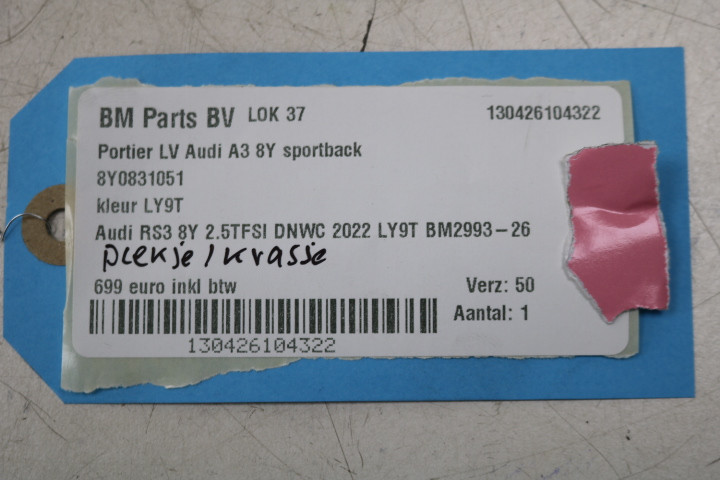 BM Parts BV LOK 37 130426104322
Portier LV Audi A3 8Y sportback
8Y0831051
kleur LY9T
Audi RS3 8Y 2.5TFSI DNWC 2022 LY9T BM2993-26
plekje / krasje
699 euro inkl btw Verz: 50
Aantal: 1
130426104322